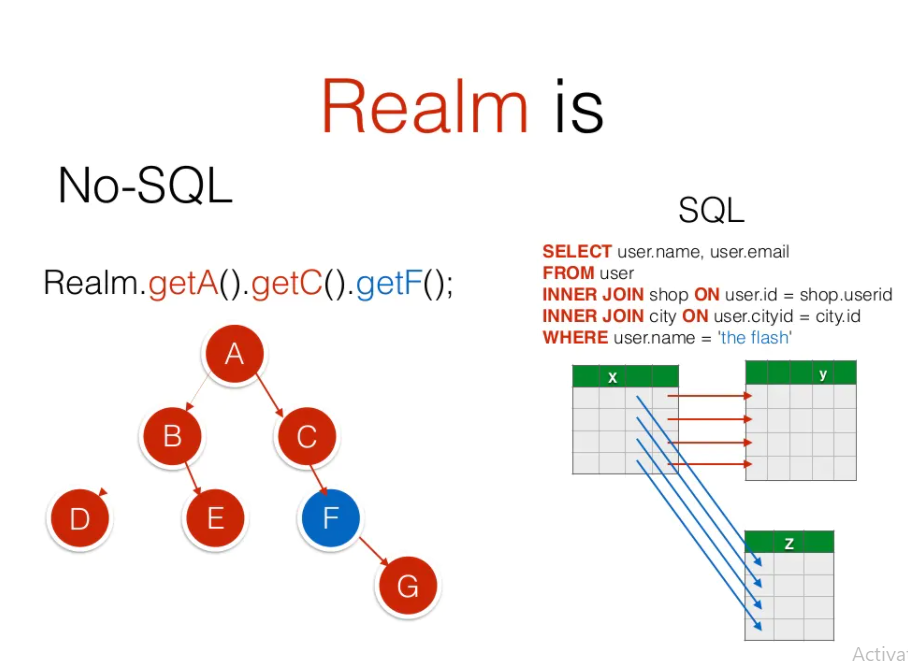 Realm is
No-SQL
Realm.getA().getC().getF();
A
B
C
D
E
F
G
SQL
SELECT user.name, user.email
FROM user
INNER JOIN shop ON user.id = shop.userid
INNER JOIN city ON user.cityid = city.id
WHERE user.name = 'the flash'
x
y
z